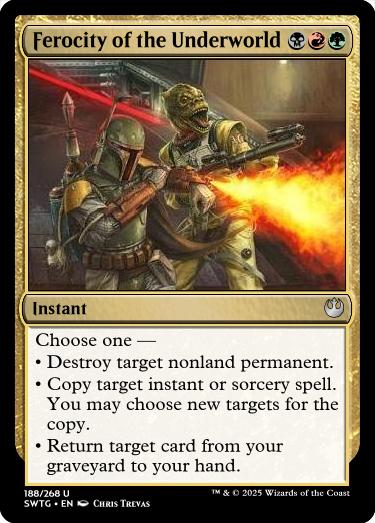 Ferocity of the Underworld
Instant
Choose one —
• Destroy target nonland permanent.
• Copy target instant or sorcery spell.
You may choose new targets for the
copy.
• Return target card from your
graveyard to your hand.
188/268 U
SWTG • EN Chris Trevas
™ & © 2025 Wizards of the Coast